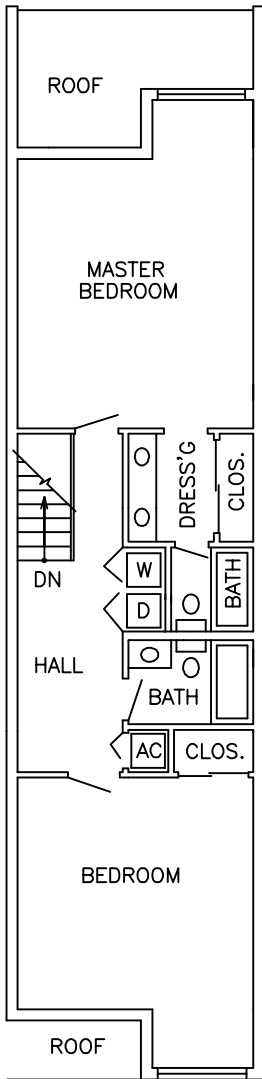 ROOF
MASTER
BEDROOM
DRESS'G
CLOS.
W
BATH
DN
D
HALL
BATH
AC
CLOS.
BEDROOM
ROOF